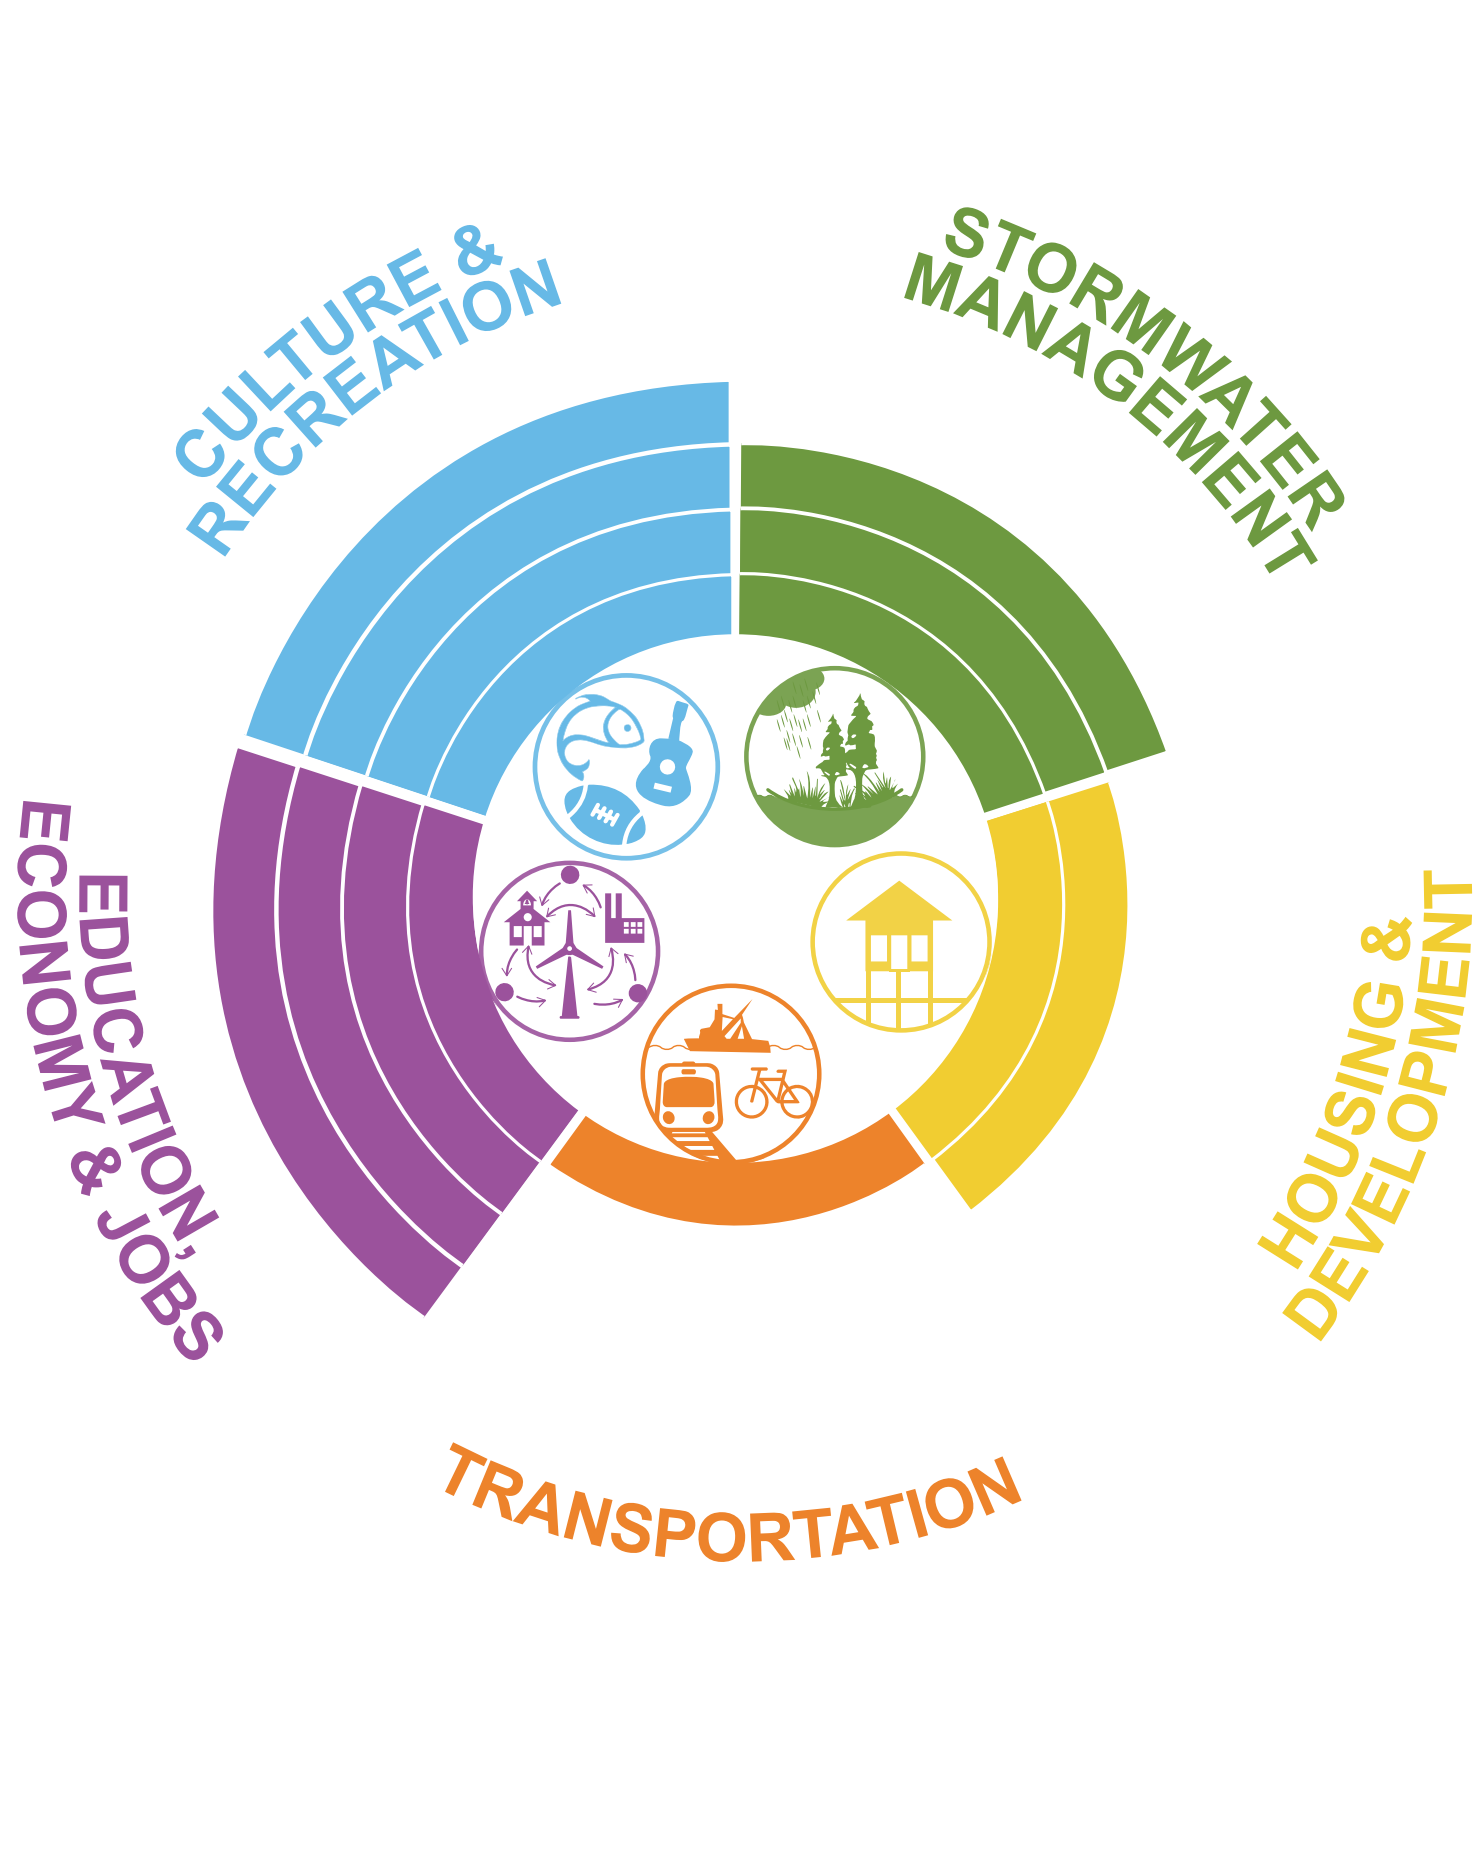 CULTURE &
RECREATION
STORMWATER
MANAGEMENT
HOUSING &
DEVELOPMENT
TRANSPORTATION
EDUCATION,
ECONOMY & JOBS